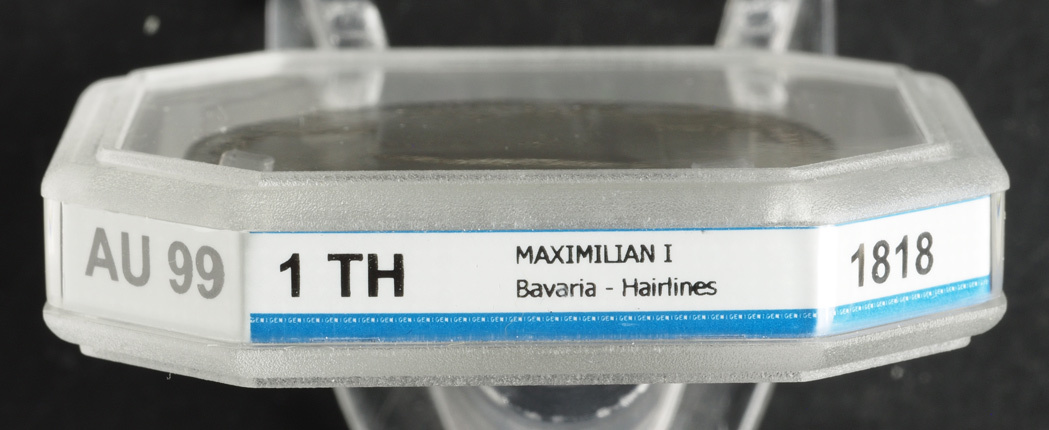 AU 99
1 TH
MAXIMILIAN I
Bavaria - Hairlines
1818